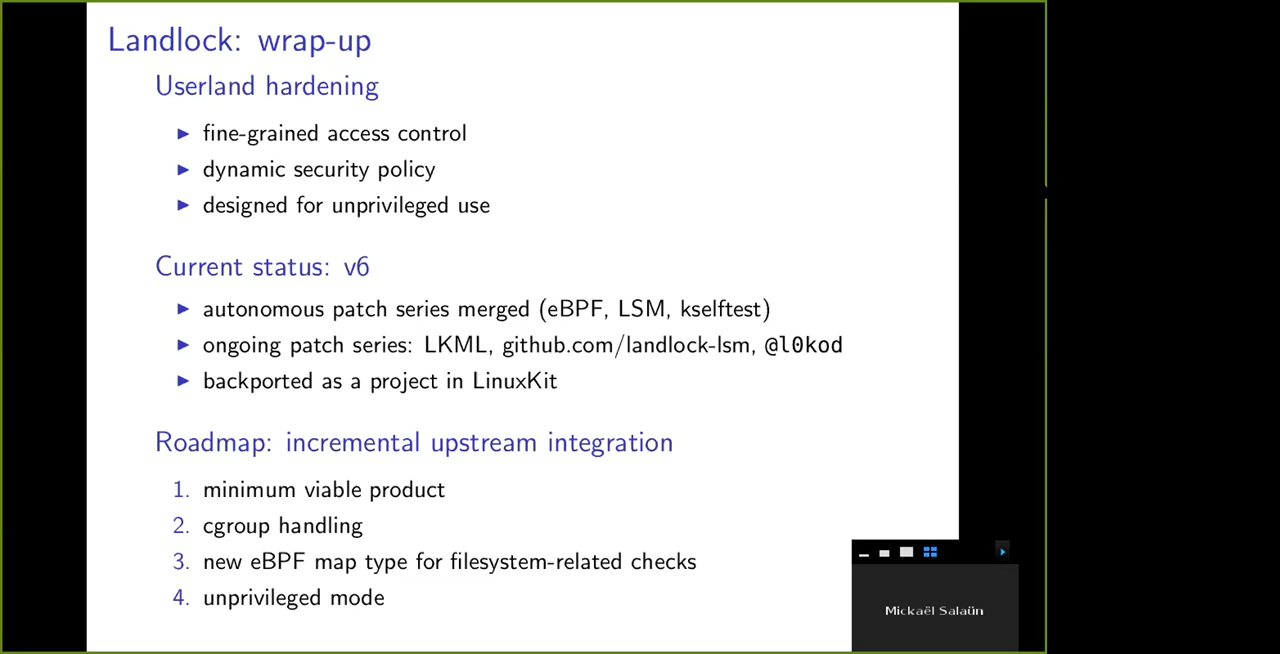 Landlock: wrap-up
Userland hardening
▶ fine-grained access control
▶ dynamic security policy
▶ designed for unprivileged use
Current status: v6
▶ autonomous patch series merged (eBPF, LSM, kselftest)
▶ ongoing patch series: LKML, github.com/landlock-lsm, @l0kod
▶ backported as a project in LinuxKit
Roadmap: incremental upstream integration
1. minimum viable product
2. cgroup handling
3. new eBPF map type for filesystem-related checks
4. unprivileged mode
Mickaël Salaün